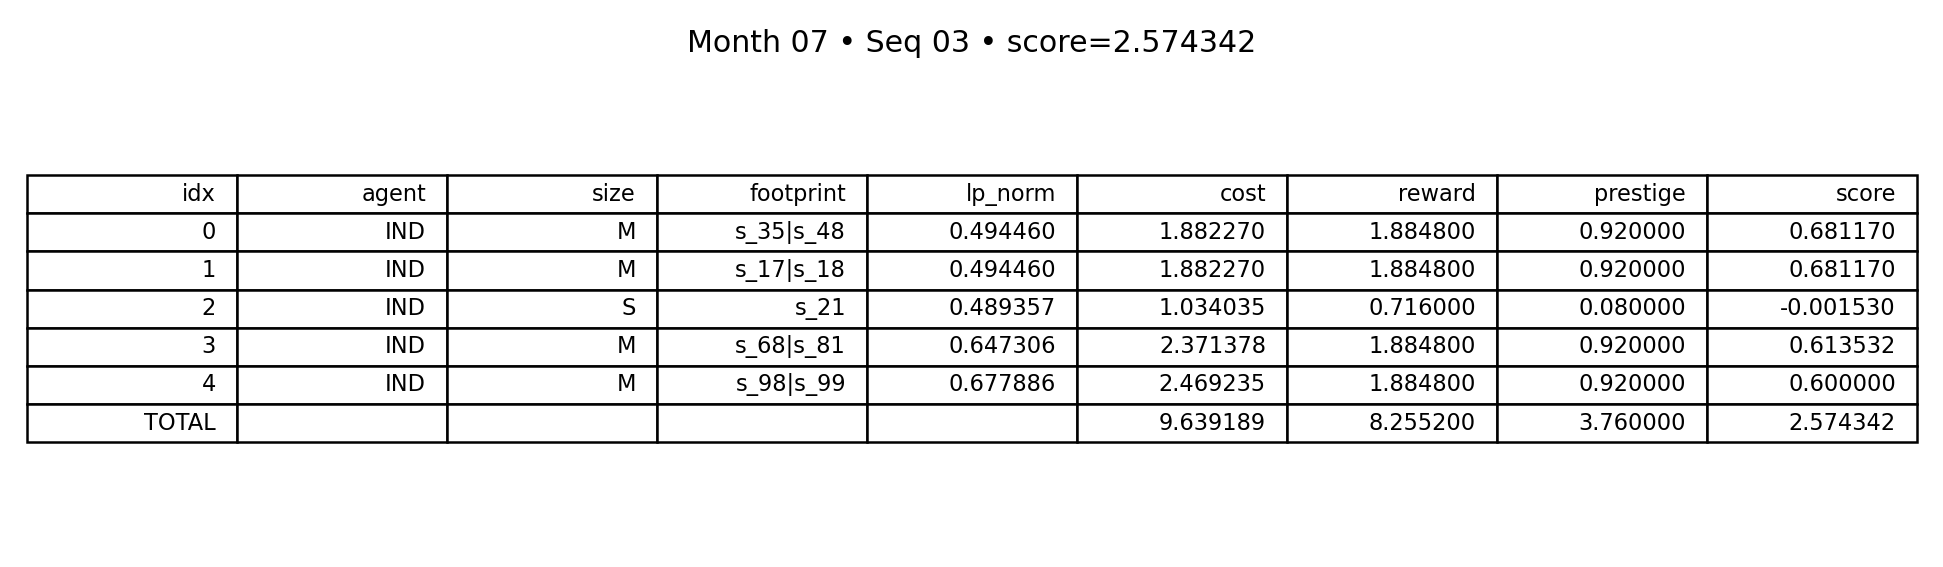 Month 07 • Seq 03 • score=2.574342
idx agent size footprint lp_norm cost reward prestige score
0 IND M s_35|s_48 0.494460 1.882270 1.884800 0.920000 0.681170
1 IND M s_17|s_18 0.494460 1.882270 1.884800 0.920000 0.681170
2 IND S s_21 0.489357 1.034035 0.716000 0.080000 -0.001530
3 IND M s_68|s_81 0.647306 2.371378 1.884800 0.920000 0.613532
4 IND M s_98|s_99 0.677886 2.469235 1.884800 0.920000 0.600000
TOTAL 9.639189 8.255200 3.760000 2.574342